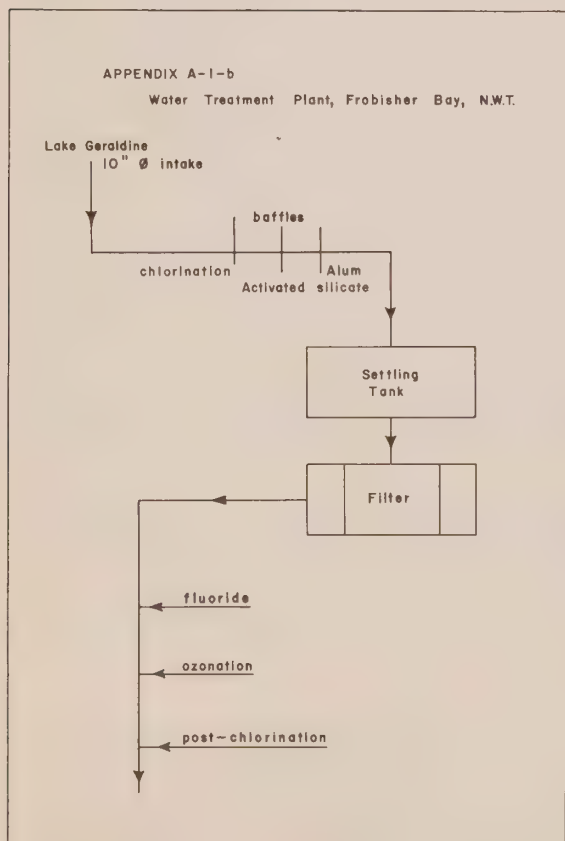 APPENDIX A-1-b
Water Treatment Plant, Frobisher Bay, N.W.T.
Lake Geraldine
10" Ø intake
baffles
chlorination
Alum
Activated silicate
Settling
Tank
Filter
fluoride
ozonation
post-chlorination